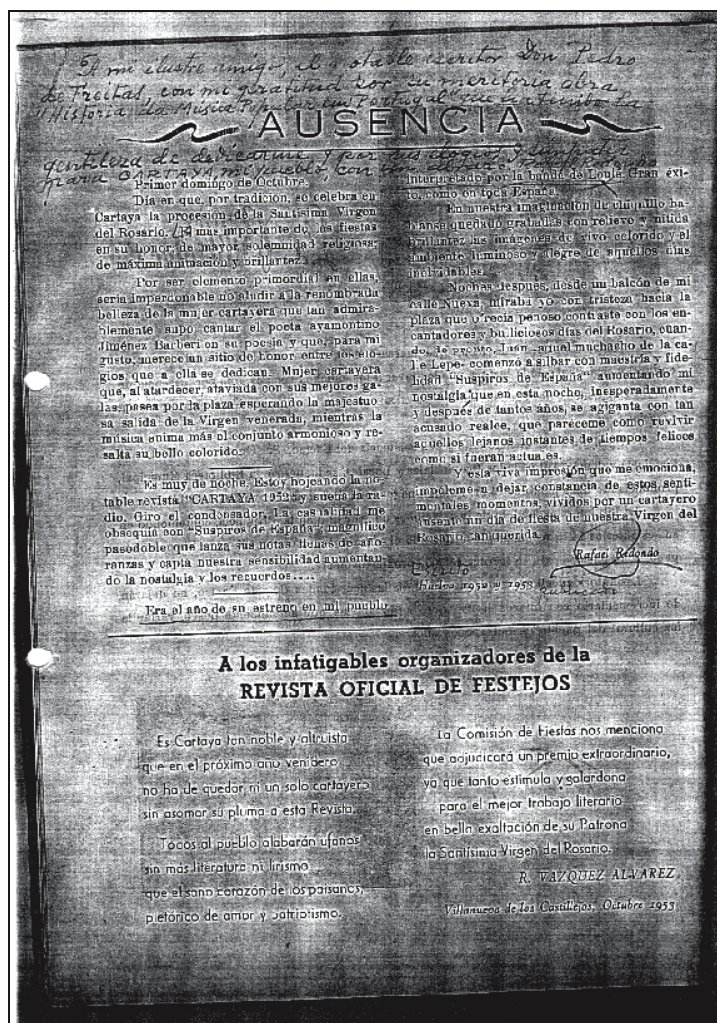 A mi ilustre amigo, el notable escritor Don Pedro
de Freitas, con mi gratitud por su meritoria obra
"Historia da Música Popular em Portugal" que ha tenido la
AUSENCIA
gentileza de dedicarme y por sus elogios y
para CARTAYA, mi pueblo, con Rafael Redondo
Primer domingo de Octubre.
Día en que, por tradición, se celebra en
Cartaya la procesión de la Santísima Virgen
del Rosario. La mas importante de las fiestas
en su honor, de mayor solemnidad religiosa;
de máxima animación y brillantez.
Por ser elemento primordial en ellas,
sería imperdonable no aludir a la renombrada
belleza de la mujer cartayera que tan admira-
blemente supo cantar el poeta ayamontino
Jiménez Barberi en su poesía y que, para mi
gusto, merece un sitio de honor entre los elo-
gios que a ella se dedican. Mujer cartayera
que, al atardecer, ataviada con sus mejores ga-
las, pasea por la plaza esperando la majestuo
sa salida de la Virgen venerada, mientras la
música anima más el conjunto armonioso y re-
salta su bello colorido.
Es muy de noche. Estoy hojeando la no-
table revista "CARTAYA 1952" y suena la ra-
dio. Giro el condensador. La casualidad me
obsequia con "Suspiros de España" magnífico
pasodoble que lanza sus notas llenas de año-
ranzas y capta nuestra sensibilidad aumentan-
do la nostalgia y los recuerdos....
Era el año de su estreno en mi pueblo
interpretado por la banda de Loule. Gran éxi-
to, como en toda España.
En nuestra imaginación de chiquillo ha-
bíanse quedado grabadas con relieve y nítida
brillantez las imágenes de vivo colorido y el
ambiente luminoso y alegre de aquellos días
inolvidables.
Noches después, desde un balcón de mi
calle Nueva, miraba yo con tristeza hacia la
plaza que ofrecía penoso contraste con los en-
cantadores y bulliciosos días del Rosario, cuan-
do, de pronto, Juan -aquel muchacho de la ca-
lle Lepe- comenzó a silbar con maestría y fide-
lidad "Suspiros de España" aumentando mi
nostalgia que en esta noche, inesperadamente
y después de tantos años, se agiganta con tan
acusado realce, que paréceme como revivir
aquellos lejanos instantes de tiempos felices
como si fueran actuales.
Y esta viva impresión que me emociona,
impóleme a dejar constancia de estos senti-
mentales momentos, vividos por un cartayero
ausente un día de fiesta de nuestra Virgen del
Rosario, tan querida.
Rafael Redondo
Huelva 1952 y 1953
A los infatigables organizadores de la
REVISTA OFICIAL DE FESTEJOS
Es Cartaya tan noble y altruista
que en el próximo año venidero
no ha de quedar ni un solo cartayero
sin asomar su pluma a esta Revista.
Todos al pueblo alabarán ufanos
sin más literatura ni lirismo
que el sano corazón de los paisanos,
pletórico de amor y patriotismo.
La Comisión de Fiestas nos menciona
que adjudicará un premio extraordinario,
ya que tanto estimula y galardona
para el mejor trabajo literario
en bella exaltación de su Patrona
la Santísima Virgen del Rosario.
R. VAZQUEZ ALVAREZ.
Villanueva de los Castillejos, Octubre 1953